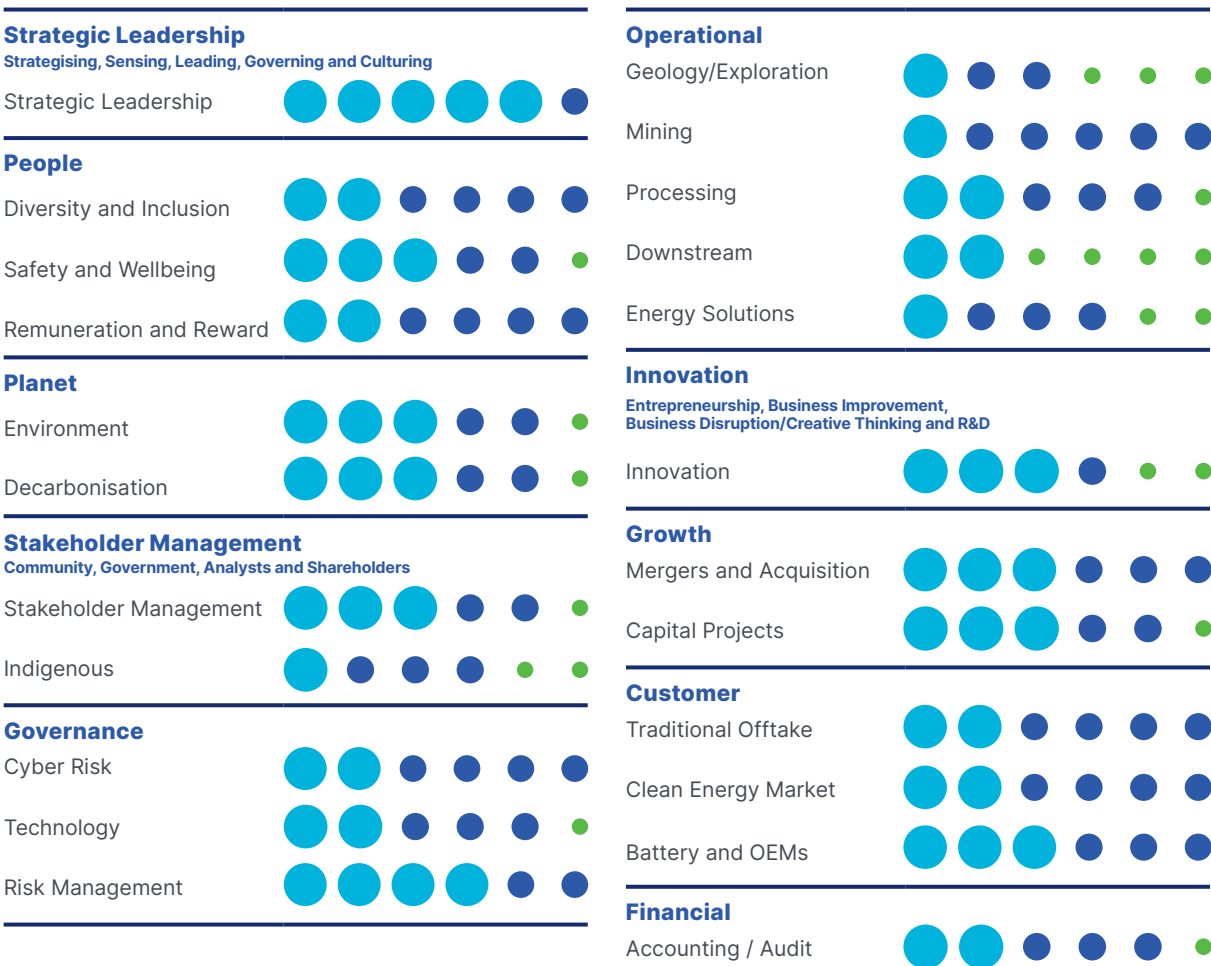 Strategic Leadership
Strategising, Sensing, Leading, Governing and Culturing
Strategic Leadership
People
Diversity and Inclusion
Safety and Wellbeing
Remuneration and Reward
Planet
Environment
Decarbonisation
Stakeholder Management
Community, Government, Analysts and Shareholders
Stakeholder Management
Indigenous
Governance
Cyber Risk
Technology
Risk Management
Operational
Geology/Exploration
Mining
Processing
Downstream
Energy Solutions
Innovation
Entrepreneurship, Business Improvement,
Business Disruption/Creative Thinking and R&D
Innovation
Growth
Mergers and Acquisition
Capital Projects
Customer
Traditional Offtake
Clean Energy Market
Battery and OEMs
Financial
Accounting / Audit